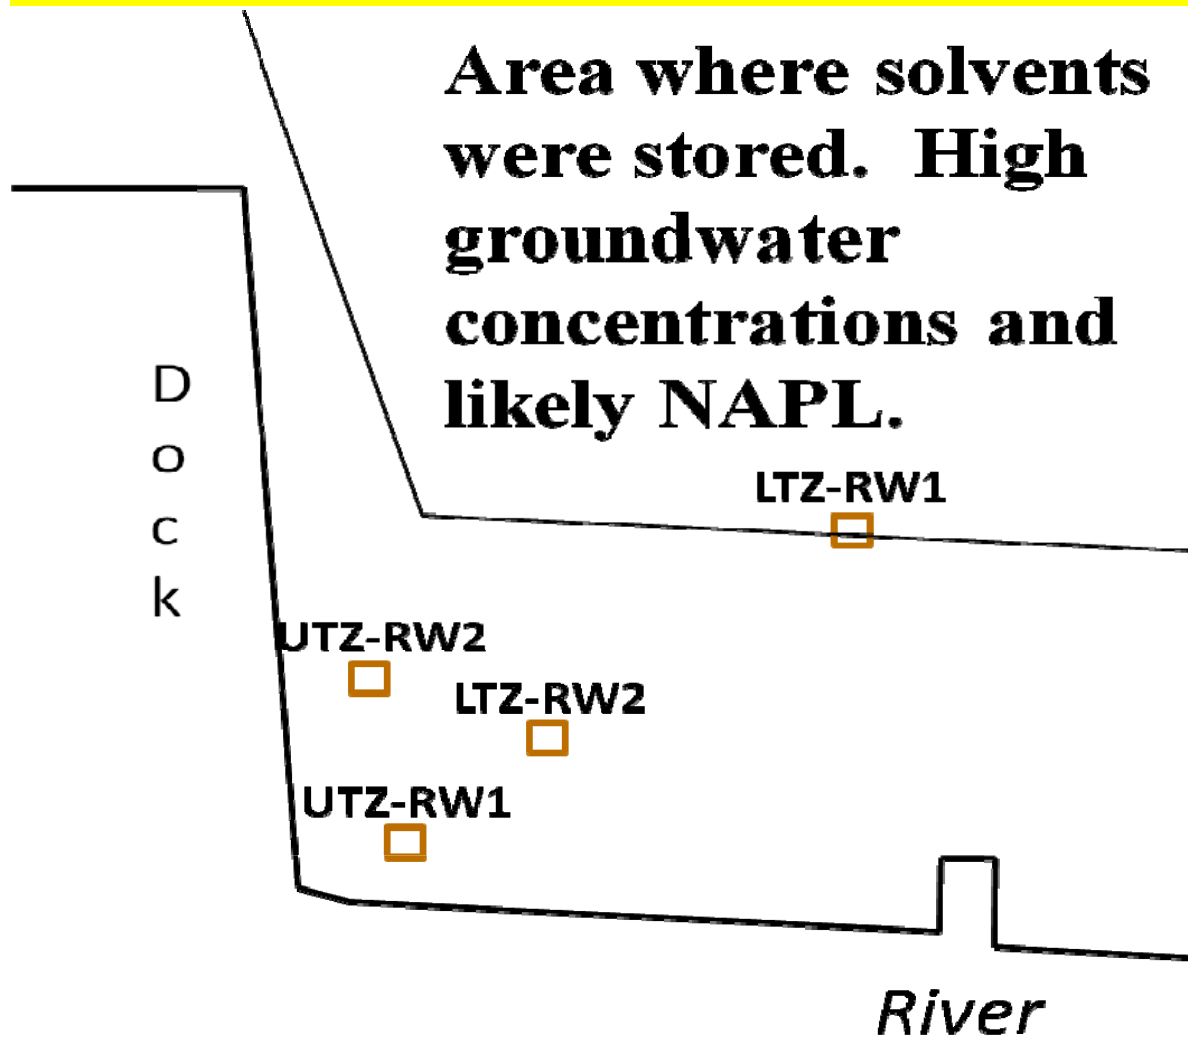 Area where solvents
were stored.  High
groundwater
concentrations and
likely NAPL.
D
o
c
k
LTZ-RW1
UTZ-RW2
LTZ-RW2
UTZ-RW1
River